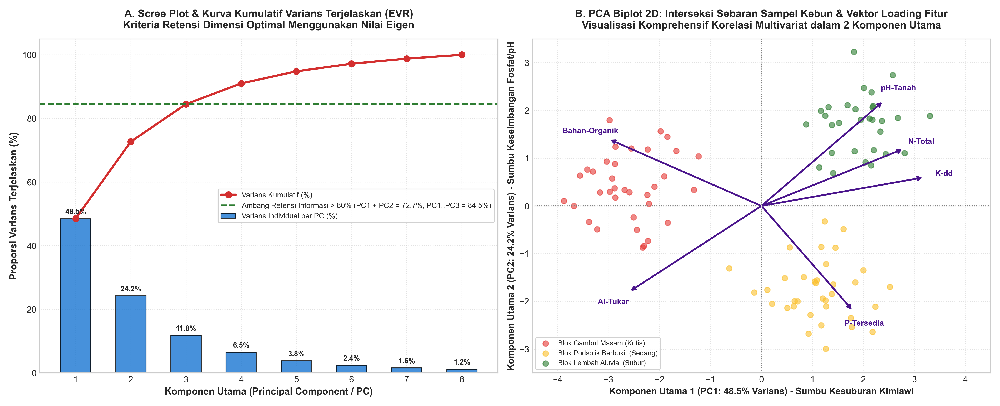 A. Scree Plot & Kurva Kumulatif Varians Terjelaskan (EVR)
Kriteria Retensi Dimensi Optimal Menggunakan Nilai Eigen
Proporsi Varians Terjelaskan (%)
100
80
60
40
20
0
48.5%
24.2%
11.8%
6.5%
3.8%
2.4%
1.6%
1.2%
Varians Kumulatif (%)
Ambang Retensi Informasi > 80% (PC1 + PC2 = 72.7%, PC1..PC3 = 84.5%)
Varians Individual per PC (%)
1 2 3 4 5 6 7 8
Komponen Utama (Principal Component / PC)
B. PCA Biplot 2D: Interseksi Sebaran Sampel Kebun & Vektor Loading Fitur
Visualisasi Komprehensif Korelasi Multivariat dalam 2 Komponen Utama
Komponen Utama 2 (PC2: 24.2% Varians) - Sumbu Keseimbangan Fosfat/pH
3
2
1
0
−1
−2
−3
pH-Tanah
Bahan-Organik
N-Total
K-dd
Al-Tukar
P-Tersedia
Blok Gambut Masam (Kritis)
Blok Podsolik Berbukit (Sedang)
Blok Lembah Aluvial (Subur)
−4 −3 −2 −1 0 1 2 3 4
Komponen Utama 1 (PC1: 48.5% Varians) - Sumbu Kesuburan Kimiawi